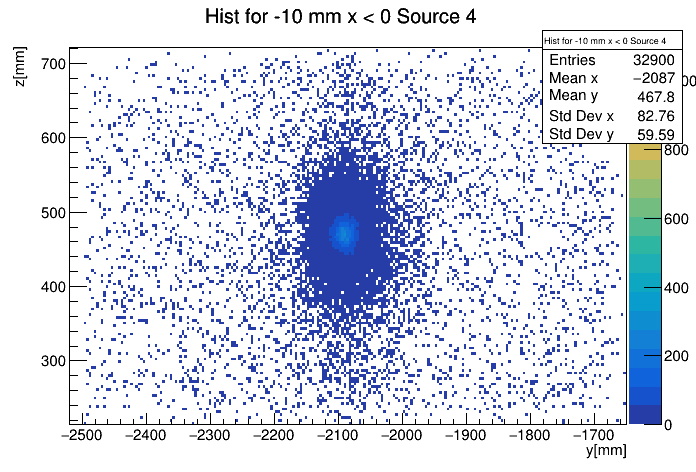 Hist for -10 mm x < 0 Source 4
Hist for -10 mm x < 0 Source 4
Entries 32900
Mean x −2087
Mean y 467.8
Std Dev x 82.76
Std Dev y 59.59
z[mm]
700
600
500
400
300
800
600
400
200
0
−2500 −2400 −2300 −2200 −2100 −2000 −1900 −1800 −1700
y[mm]